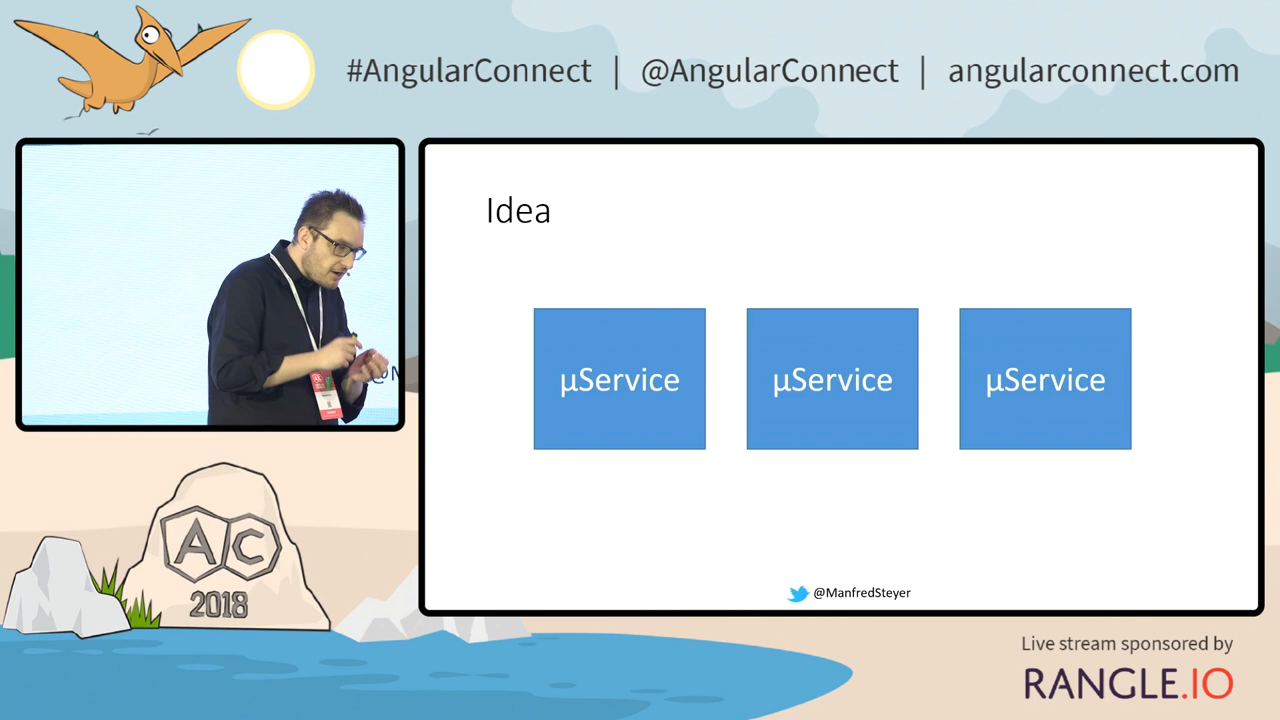 #AngularConnect | @AngularConnect | angularconnect.com
Idea
µService
µService
µService
@ManfredSteyer
AC
2018
Live stream sponsored by
RANGLE.IO